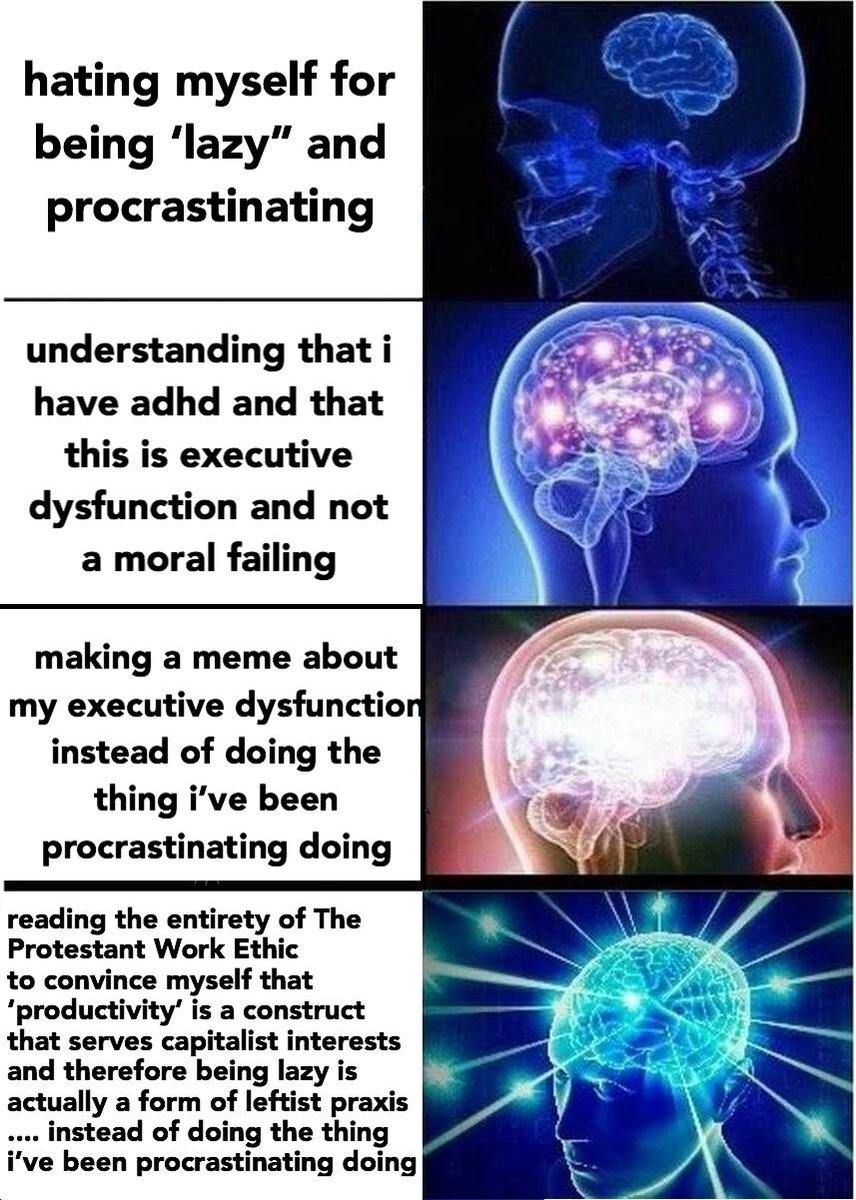 hating myself for
being ‘lazy” and
procrastinating
understanding that i
have adhd and that
this is executive
dysfunction and not
a moral failing
making a meme about
my executive dysfunction
instead of doing the
thing i’ve been
procrastinating doing
reading the entirety of The
Protestant Work Ethic
to convince myself that
‘productivity’ is a construct
that serves capitalist interests
and therefore being lazy is
actually a form of leftist praxis
.... instead of doing the thing
i’ve been procrastinating doing